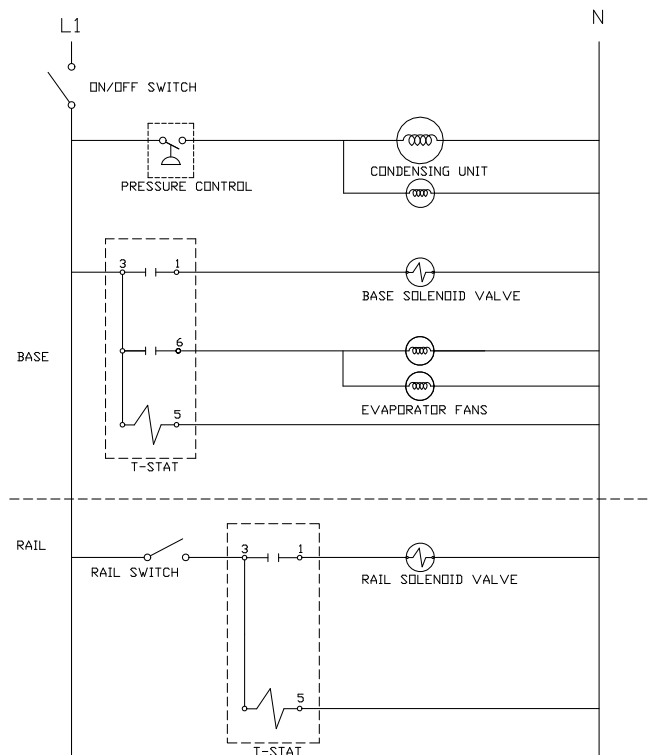 L1 N
ON/OFF SWITCH
PRESSURE CONTROL
CONDENSING UNIT
3 1
BASE SOLENOID VALVE
BASE
6
EVAPORATOR FANS
5
T-STAT
RAIL
RAIL SWITCH
3 1
RAIL SOLENOID VALVE
5
T-STAT